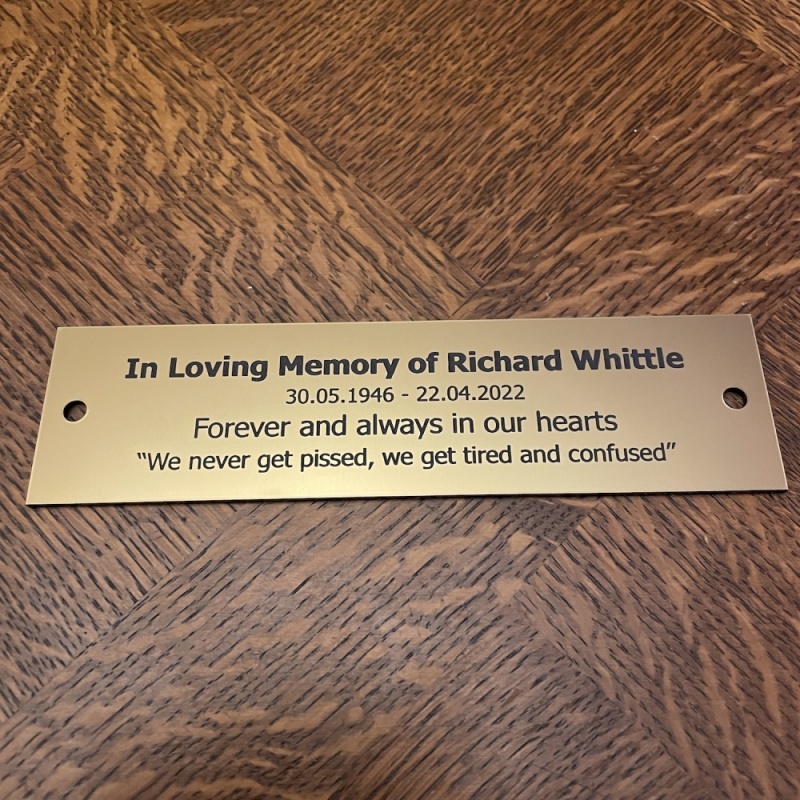 In Loving Memory of Richard Whittle
30.05.1946 - 22.04.2022
Forever and always in our hearts
“We never get pissed, we get tired and confused”